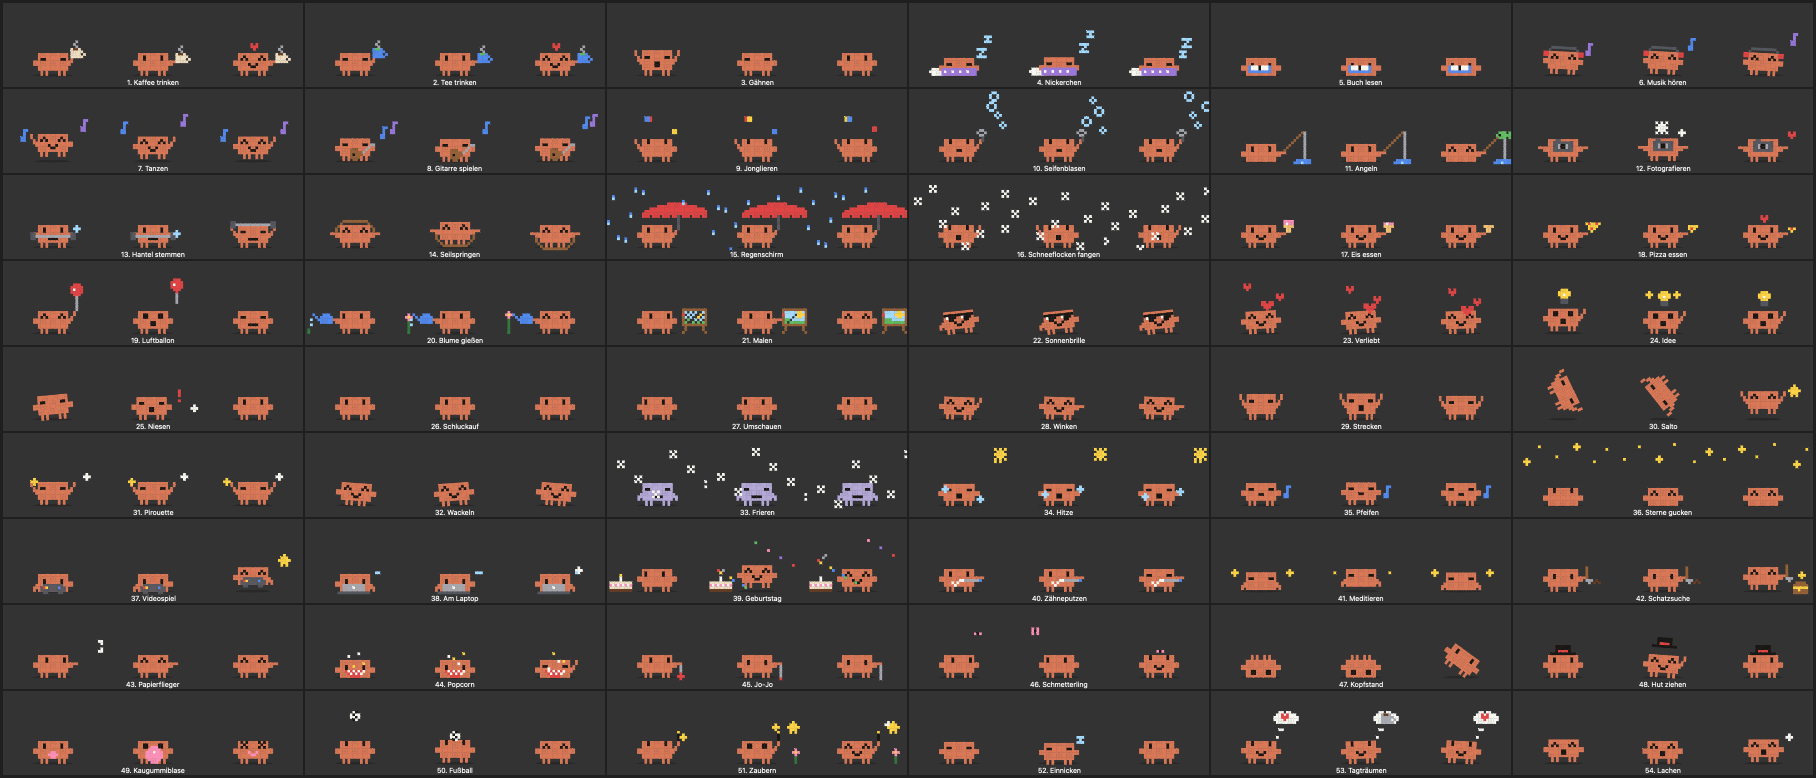 1. Kaffee trinken
2. Tee trinken
3. Gähnen
4. Nickerchen
5. Buch lesen
6. Musik hören
7. Tanzen
8. Gitarre spielen
9. Jonglieren
10. Seifenblasen
11. Angeln
12. Fotografieren
13. Hantel stemmen
14. Seilspringen
15. Regenschirm
16. Schneeflocken fangen
17. Eis essen
18. Pizza essen
19. Luftballon
20. Blume gießen
21. Malen
22. Sonnenbrille
23. Verliebt
24. Idee
25. Niesen
26. Schluckauf
27. Umschauen
28. Winken
29. Strecken
30. Salto
31. Pirouette
32. Wackeln
33. Frieren
34. Hitze
35. Pfeifen
36. Sterne gucken
37. Videospiel
38. Am Laptop
39. Geburtstag
40. Zähneputzen
41. Meditieren
42. Schatzsuche
43. Papierflieger
44. Popcorn
45. Jo-Jo
46. Schmetterling
47. Kopfstand
48. Hut ziehen
49. Kaugummiblase
50. Fußball
51. Zaubern
52. Einnicken
53. Tagträumen
54. Lachen